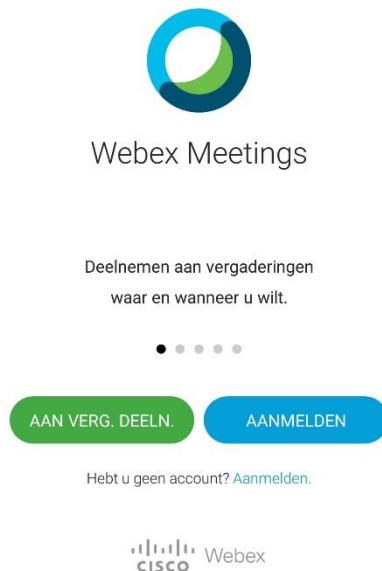 Webex Meetings
Deelnemen aan vergaderingen
waar en wanneer u wilt.
AAN VERG. DEELN.
AANMELDEN
Hebt u geen account? Aanmelden.
cisco Webex